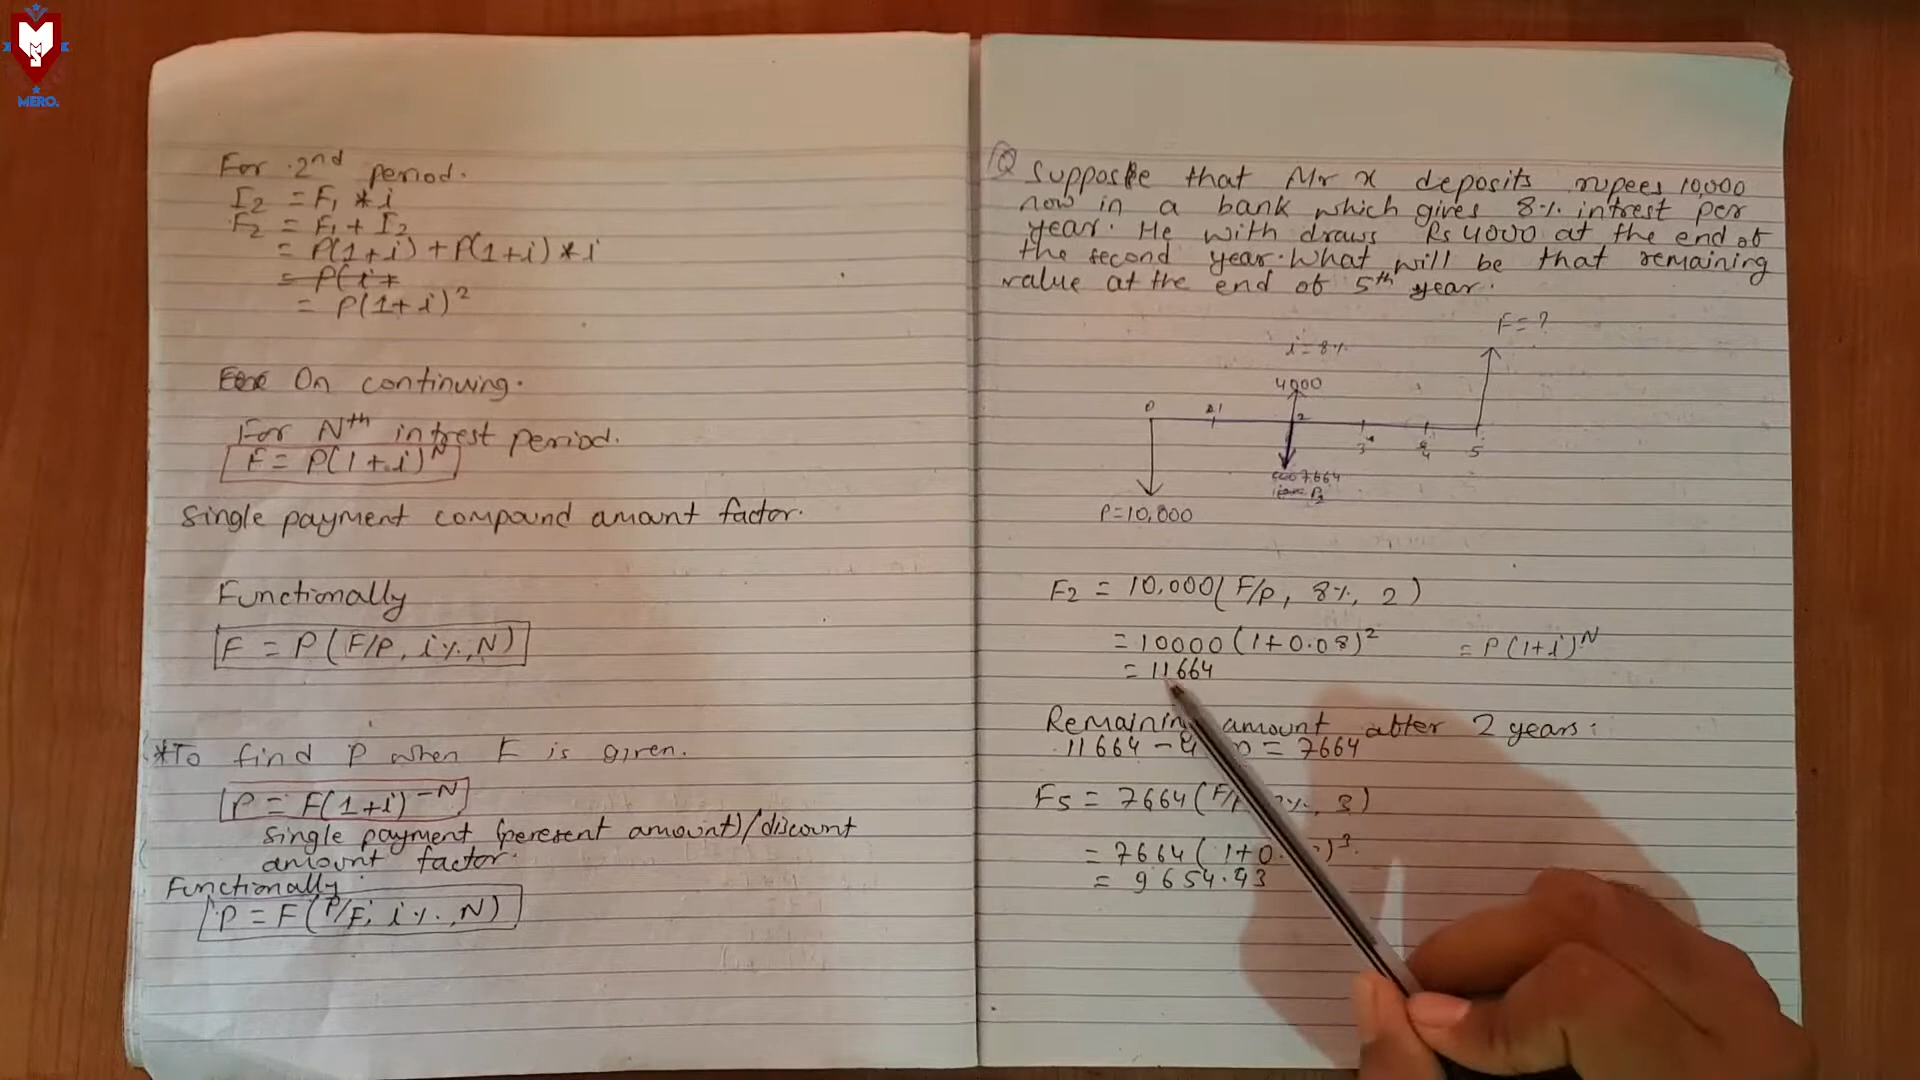 MS
MERO.
For 2nd period.
I2 = F1 * i
F2 = F1 + I2
= P(1+i) + P(1+i) * i
= P(i+
= P(1+i)²
On continuing.
For Nth intrest period.
F = P(1+i)^N
Single payment compound amount factor.
Functionally
F = P (F/P, i%, N)
*To find P when F is given.
P = F(1+i)^-N
single payment (peresent amount)/discount
amount factor.
Functionally
P = F (P/F, i%, N)
Q Suppose that Mr x deposits rupees 10,000
now in a bank which gives 8% intrest per
year. He with draws Rs 4000 at the end of
the second year. What will be that remaining
value at the end of 5th year.
F = ?
i = 8%
4000
0 1 2 3 4 5
7664
P2
P = 10,000
F2 = 10,000 (F/P, 8%, 2)
= 10000 (1+0.08)² = P(1+i)^N
= 11664
Remaining amount after 2 years:
11664 - = 7664
F5 = 7664 ( %, 3)
= 7664 (1+0. )³
= 9654.93